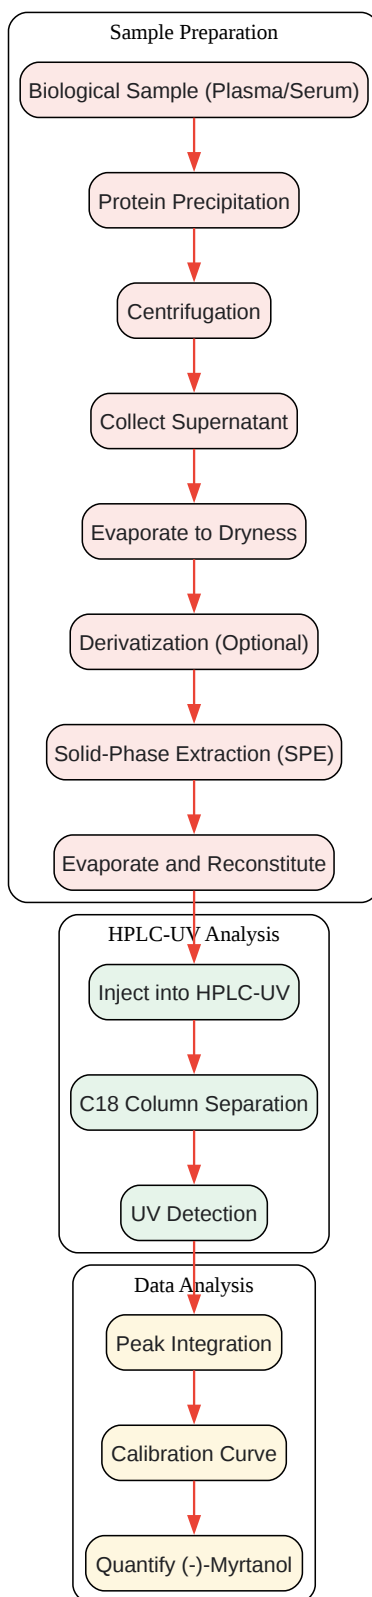 Sample Preparation
Biological Sample (Plasma/Serum)
Protein Precipitation
Centrifugation
Collect Supernatant
Evaporate to Dryness
Derivatization (Optional)
Solid-Phase Extraction (SPE)
Evaporate and Reconstitute
HPLC-UV Analysis
Inject into HPLC-UV
C18 Column Separation
UV Detection
Data Analysis
Peak Integration
Calibration Curve
Quantify (-)-Myrtanol